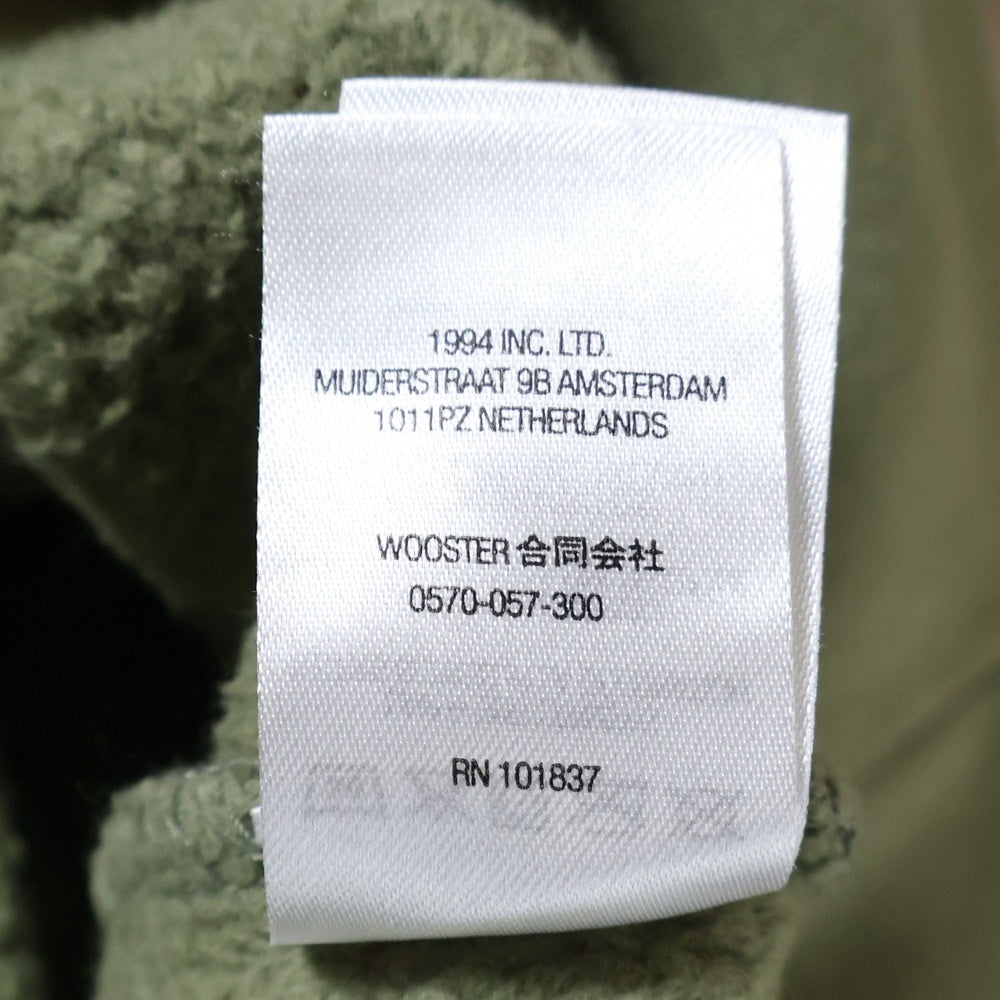 1994 INC. LTD.
MUIDERSTRAAT 9B AMSTERDAM
1011PZ NETHERLANDS
WOOSTER 合同会社
0570-057-300
RN 101837